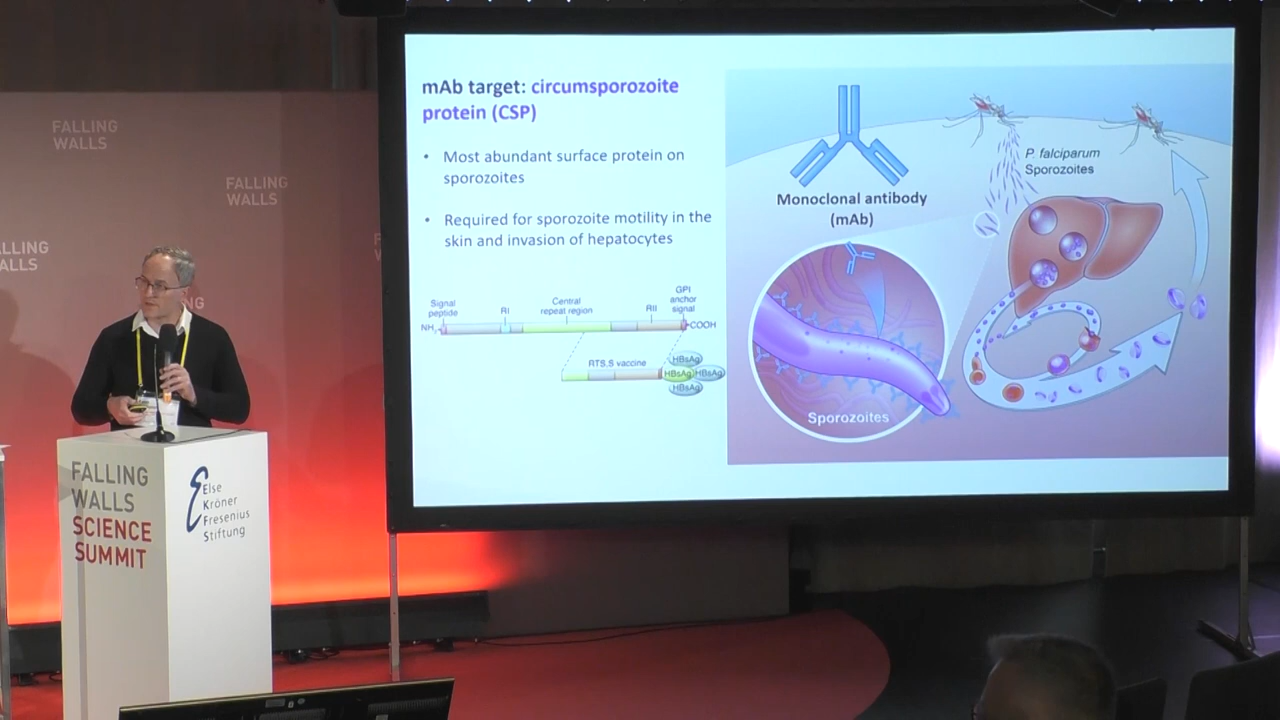 FALLING
WALLS
FALLING
WALLS
LLING
ALLS
NG
mAb target: circumsporozoite
protein (CSP)
• Most abundant surface protein on
sporozoites
• Required for sporozoite motility in the
skin and invasion of hepatocytes
Signal
peptide
RI
Central
repeat region
RII
GPI
anchor
signal
NH
COOH
RTS,S vaccine
HBsAg
HBsAg
HBsAg
HBsAg
Monoclonal antibody
(mAb)
P. falciparum
Sporozoites
Sporozoites
FALLING
WALLS
SCIENCE
SUMMIT
Else
Kröner
Fresenius
Stiftung